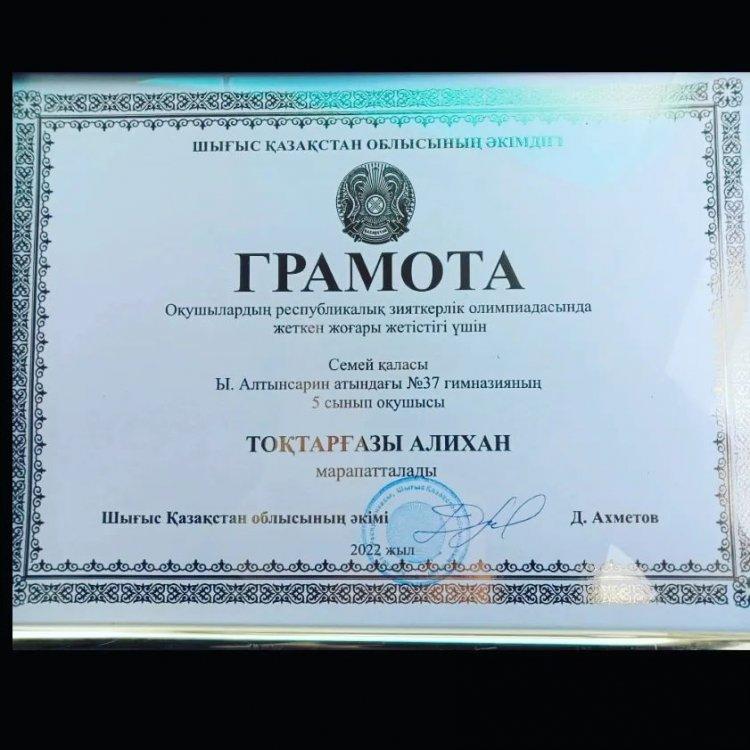 ШЫҒЫС ҚАЗАҚСТАН ОБЛЫСЫНЫҢ ӘКІМДІГІ
ГРАМОТА
Оқушылардың республикалық зияткерлік олимпиадасында
жеткен жоғары жетістігі үшін
Семей қаласы
Ы. Алтынсарин атындағы №37 гимназияның
5 сынып оқушысы
ТОҚТАРҒАЗЫ АЛИХАН
марапатталады
Шығыс Қазақстан облысының әкімі
Д. Ахметов
2022 жыл